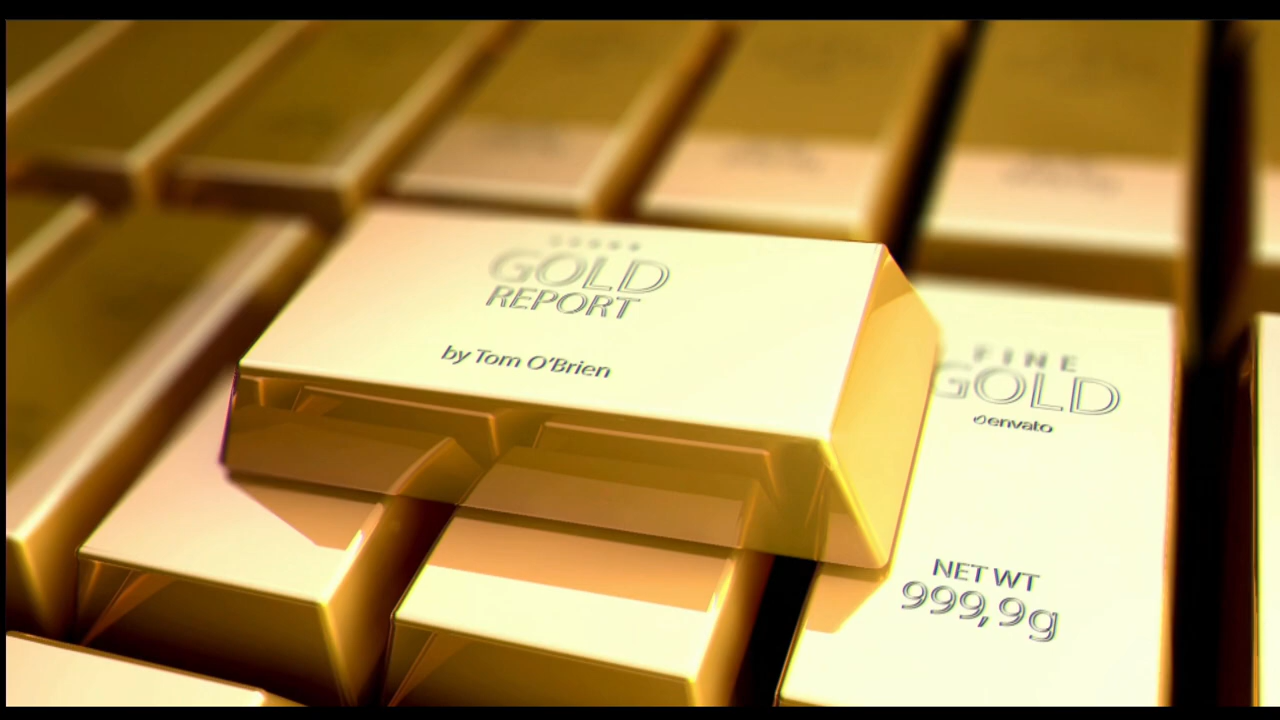 GOLD
REPORT
by Tom O'Brien
FINE
GOLD
envato
NET WT
999,9g